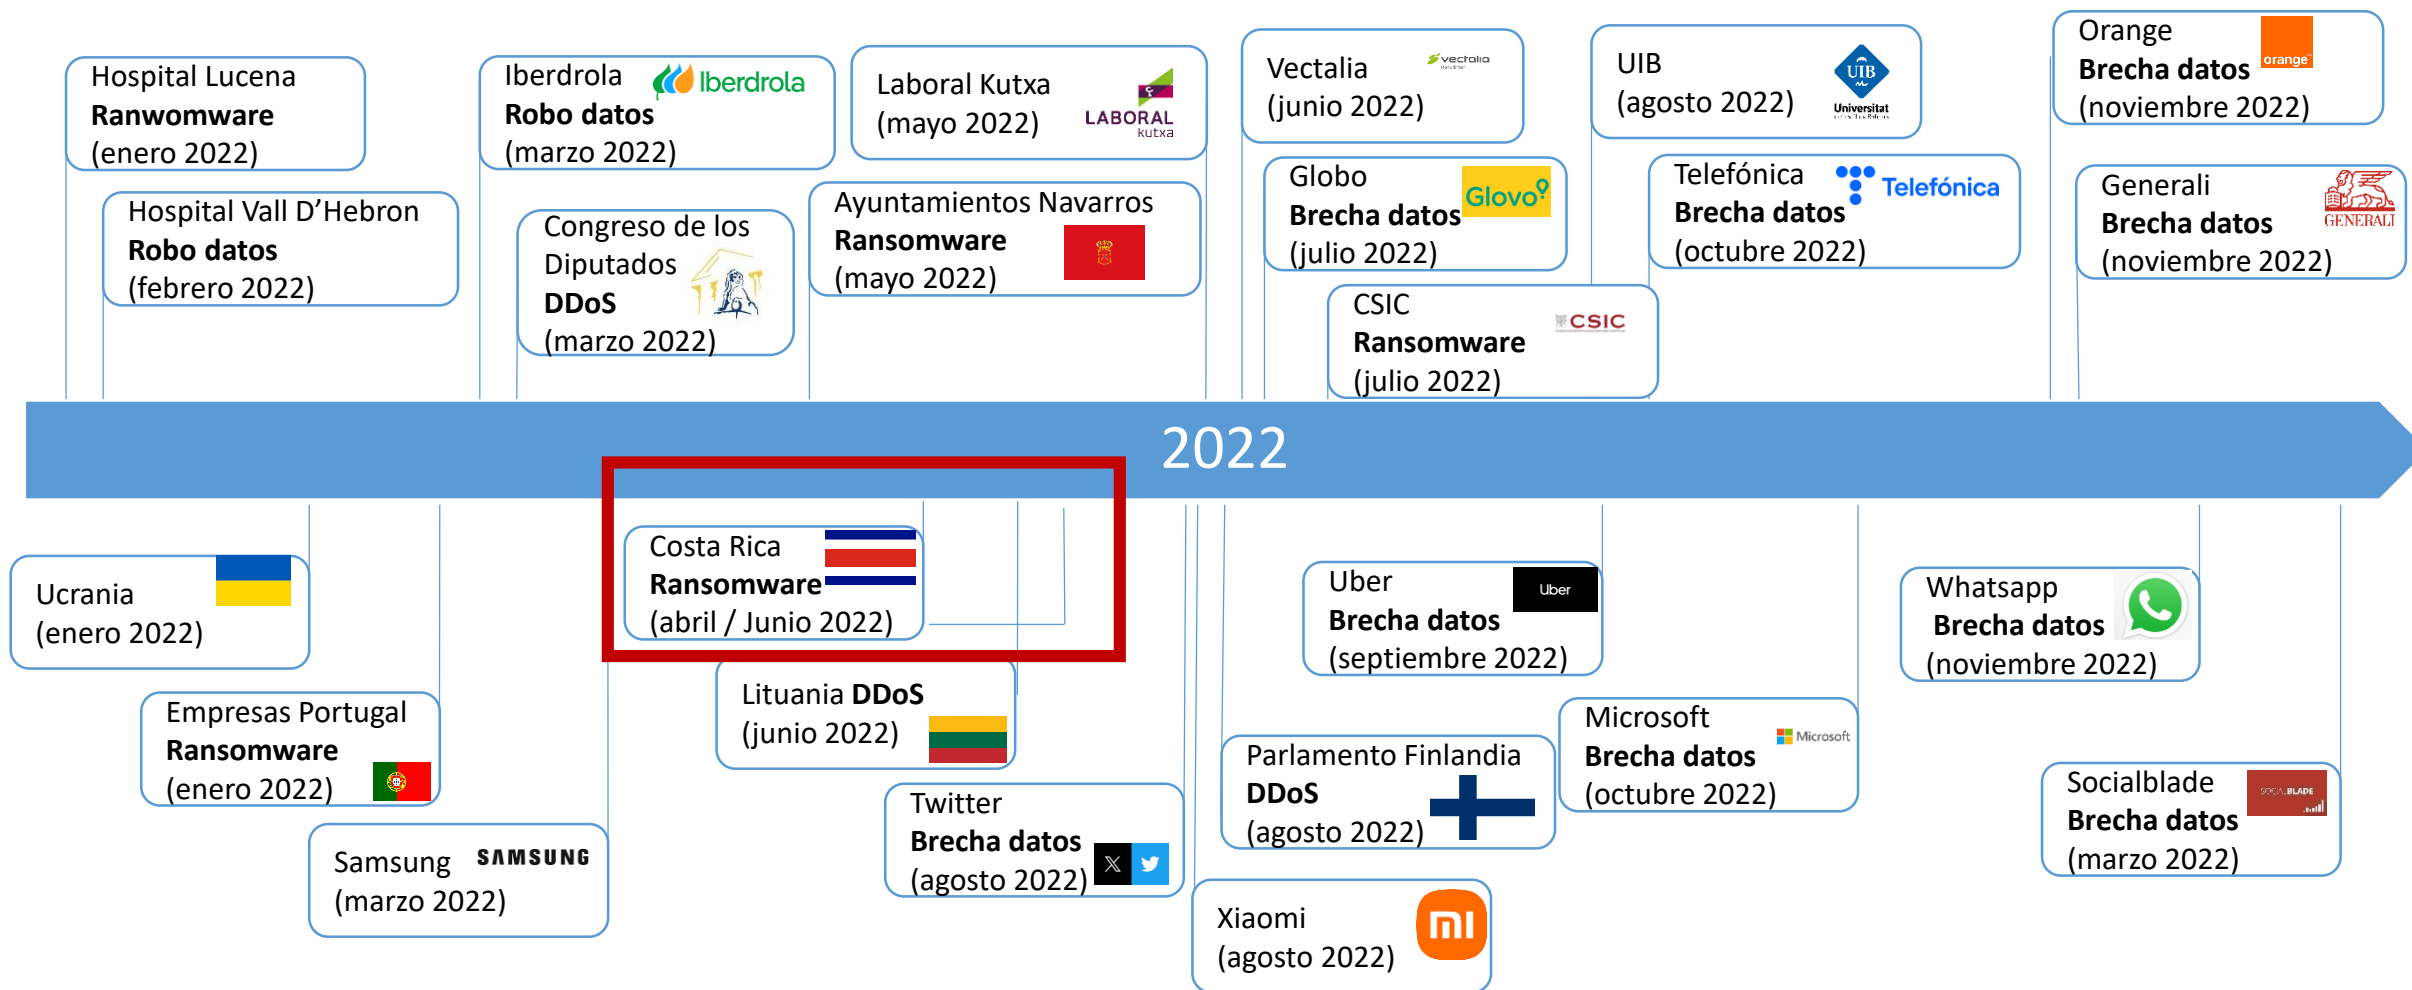 Hospital Lucena
Ranwomware
(enero 2022)
Hospital Vall D’Hebron
Robo datos
(febrero 2022)
Iberdrola
Iberdrola
Robo datos
(marzo 2022)
Congreso de los
Diputados
DDoS
(marzo 2022)
Laboral Kutxa
(mayo 2022)
LABORAL
kutxa
Ayuntamientos Navarros
Ransomware
(mayo 2022)
Vectalia
vectalia
(junio 2022)
Globo
Brecha datos
(julio 2022)
Glovo
CSIC
Ransomware
(julio 2022)
CSIC
UIB
(agosto 2022)
UIB
Universitat
Telefónica
Brecha datos
(octubre 2022)
Telefónica
Orange
Brecha datos
(noviembre 2022)
orange
Generali
Brecha datos
(noviembre 2022)
GENERALI
2022
Ucrania
(enero 2022)
Empresas Portugal
Ransomware
(enero 2022)
Samsung
(marzo 2022)
SAMSUNG
Costa Rica
Ransomware
(abril / Junio 2022)
Lituania DDoS
(junio 2022)
Twitter
Brecha datos
(agosto 2022)
X
Xiaomi
(agosto 2022)
mi
Parlamento Finlandia
DDoS
(agosto 2022)
Uber
Brecha datos
(septiembre 2022)
Uber
Microsoft
Brecha datos
(octubre 2022)
Microsoft
Whatsapp
Brecha datos
(noviembre 2022)
Socialblade
Brecha datos
(marzo 2022)
SOCIALBLADE